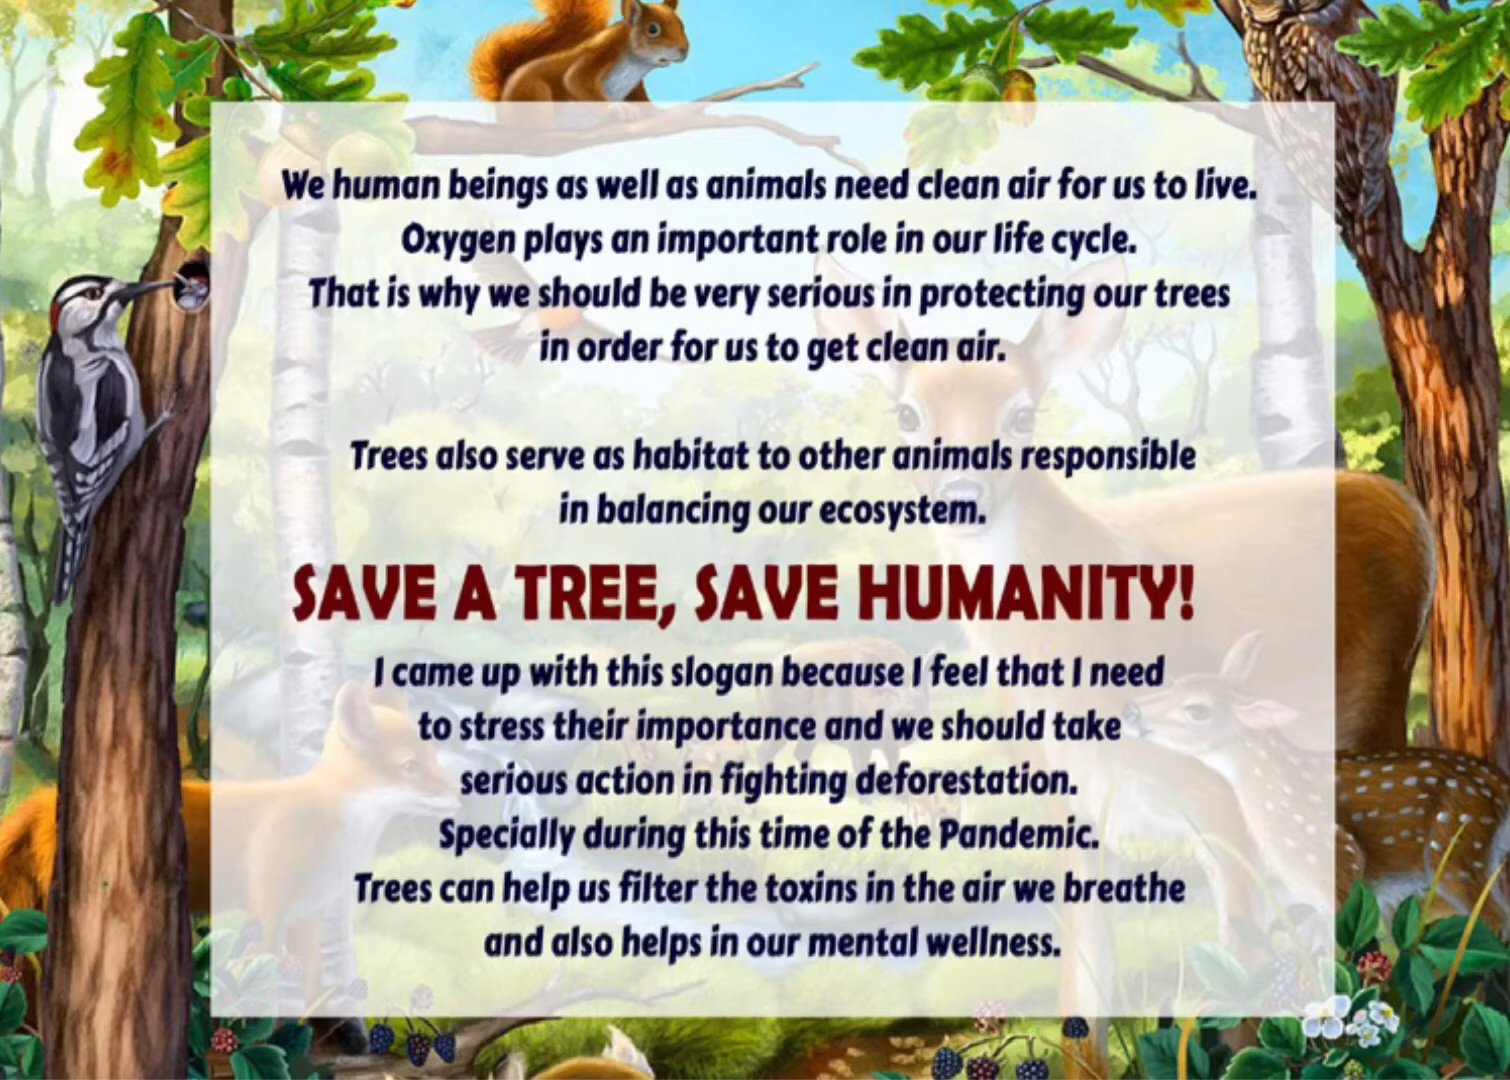 We human beings as well as animals need clean air for us to live.
Oxygen plays an important role in our life cycle.
That is why we should be very serious in protecting our trees
in order for us to get clean air.
Trees also serve as habitat to other animals responsible
in balancing our ecosystem.
SAVE A TREE, SAVE HUMANITY!
I came up with this slogan because I feel that I need
to stress their importance and we should take
serious action in fighting deforestation.
Specially during this time of the Pandemic.
Trees can help us filter the toxins in the air we breathe
and also helps in our mental wellness.